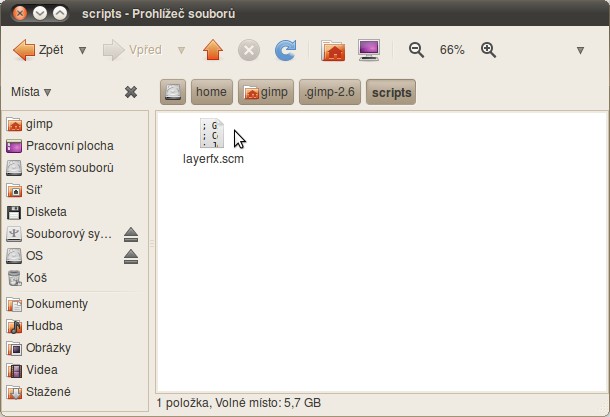 scripts - Prohlížeč souborů
Zpět Vpřed 66%
Místa home gimp .gimp-2.6 scripts
gimp
Pracovní plocha
Systém souborů
Síť
Disketa
Souborový sy...
OS
Koš
Dokumenty
Hudba
Obrázky
Videa
Stažené
; G
; C
layerfx.scm
1 položka, Volné místo: 5,7 GB